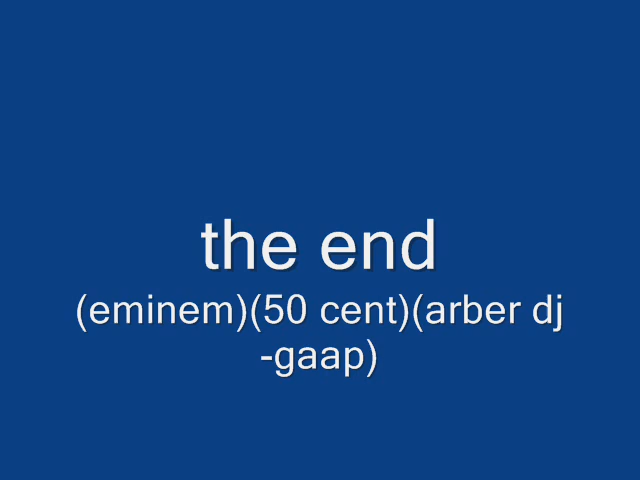 the end
(eminem)(50 cent)(arber dj
-gaap)